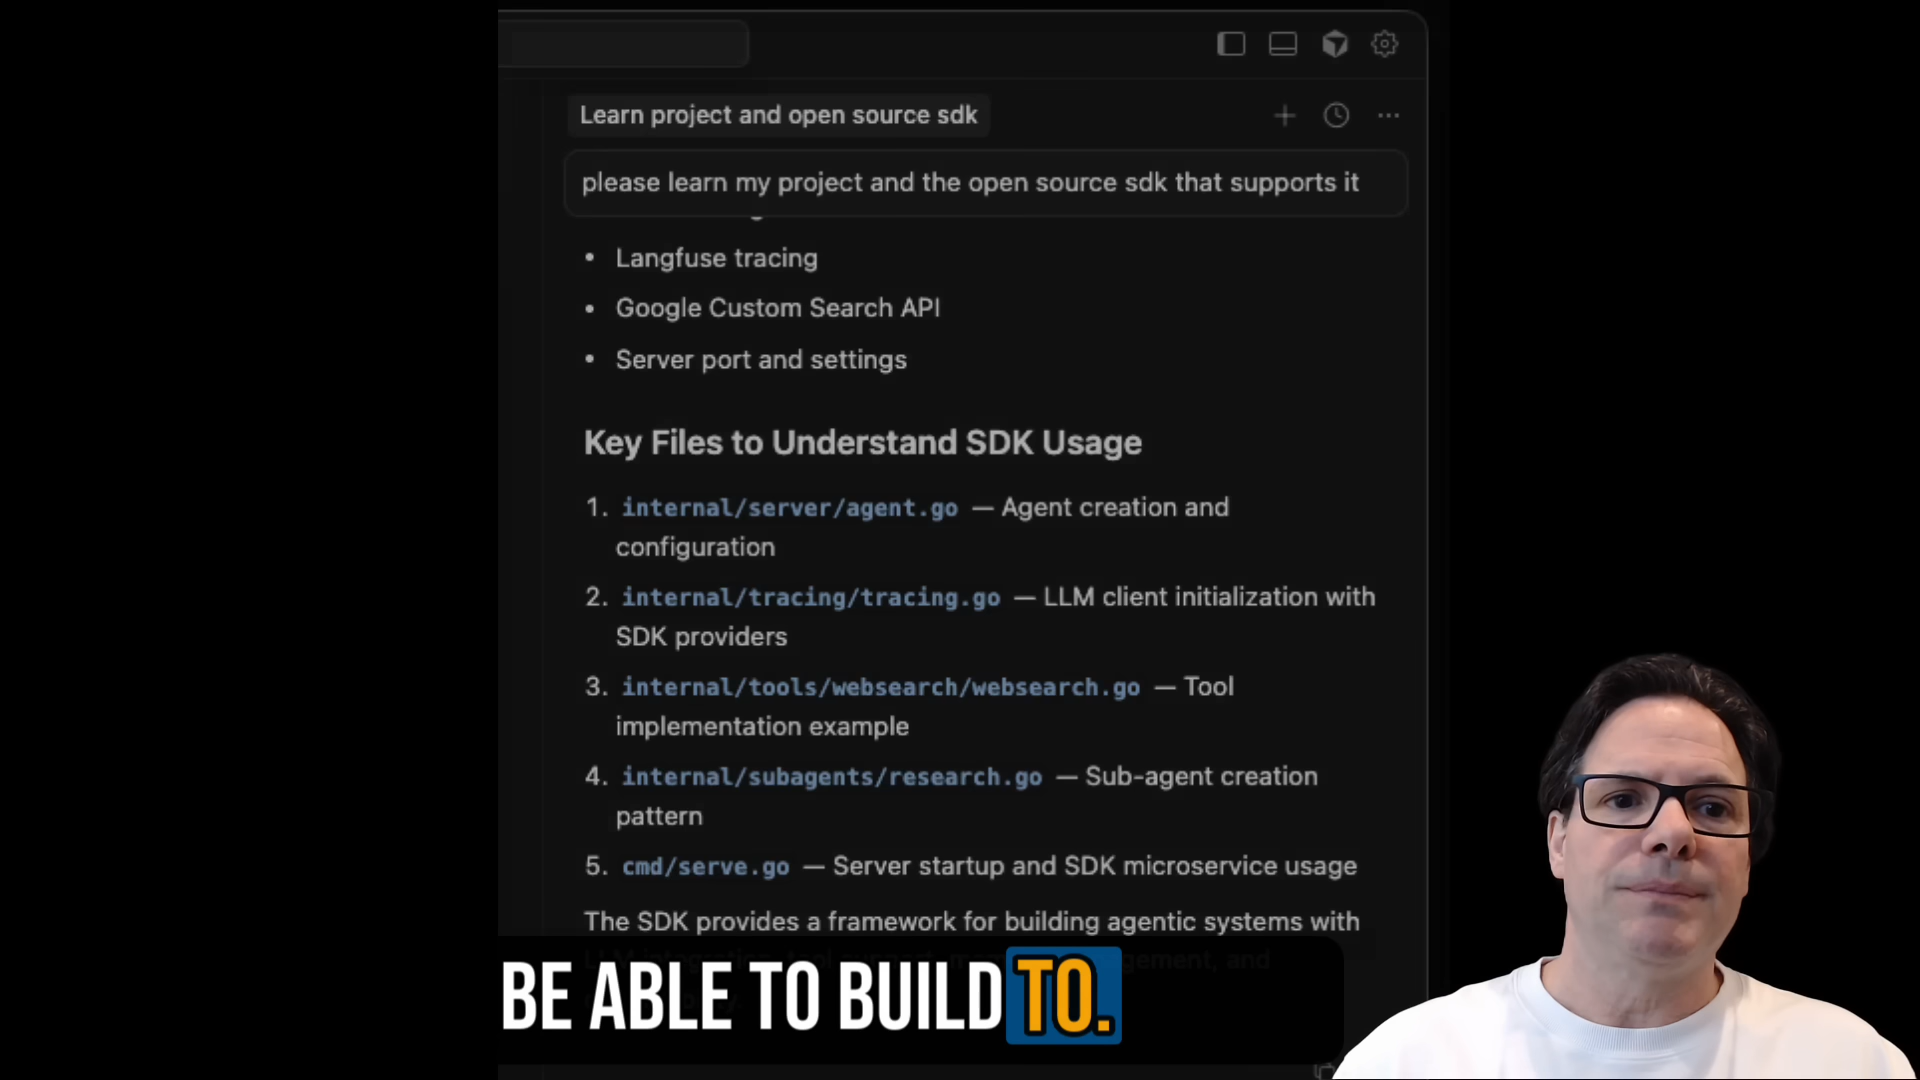 Learn project and open source sdk
please learn my project and the open source sdk that supports it
• Langfuse tracing
• Google Custom Search API
• Server port and settings
Key Files to Understand SDK Usage
1. internal/server/agent.go — Agent creation and
configuration
2. internal/tracing/tracing.go — LLM client initialization with
SDK providers
3. internal/tools/websearch/websearch.go — Tool
implementation example
4. internal/subagents/research.go — Sub-agent creation
pattern
5. cmd/serve.go — Server startup and SDK microservice usage
The SDK provides a framework for building agentic systems with
BE ABLE TO BUILD TO.